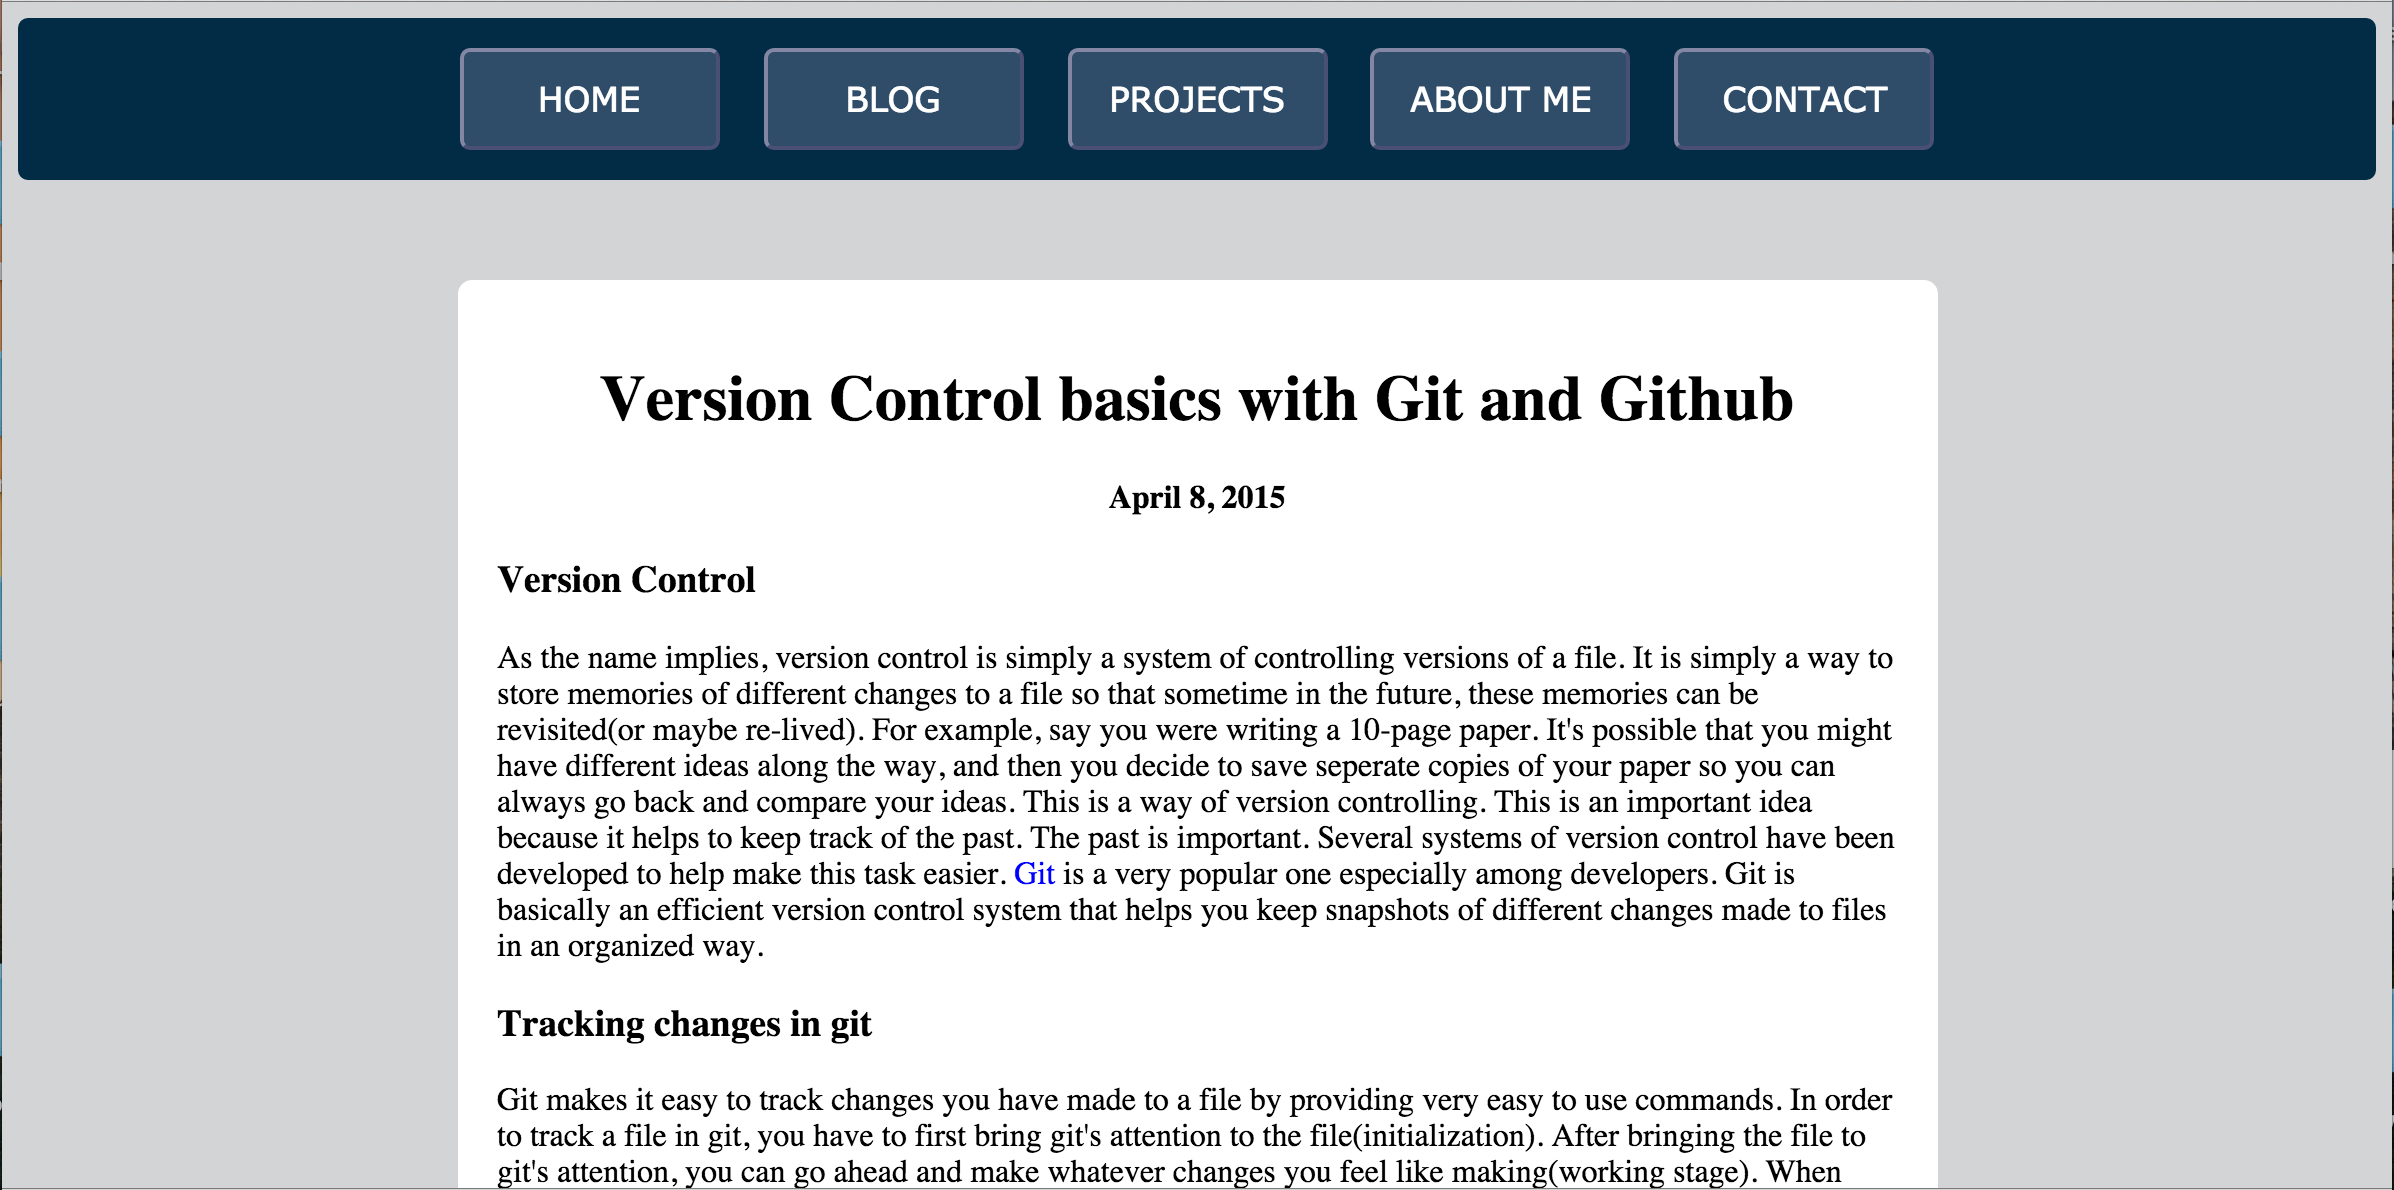 HOME BLOG PROJECTS ABOUT ME CONTACT
Version Control basics with Git and Github
April 8, 2015
Version Control
As the name implies, version control is simply a system of controlling versions of a file. It is simply a way to
store memories of different changes to a file so that sometime in the future, these memories can be
revisited(or maybe re-lived). For example, say you were writing a 10-page paper. It's possible that you might
have different ideas along the way, and then you decide to save seperate copies of your paper so you can
always go back and compare your ideas. This is a way of version controlling. This is an important idea
because it helps to keep track of the past. The past is important. Several systems of version control have been
developed to help make this task easier. Git is a very popular one especially among developers. Git is
basically an efficient version control system that helps you keep snapshots of different changes made to files
in an organized way.
Tracking changes in git
Git makes it easy to track changes you have made to a file by providing very easy to use commands. In order
to track a file in git, you have to first bring git's attention to the file(initialization). After bringing the file to
git's attention, you can go ahead and make whatever changes you feel like making(working stage). When